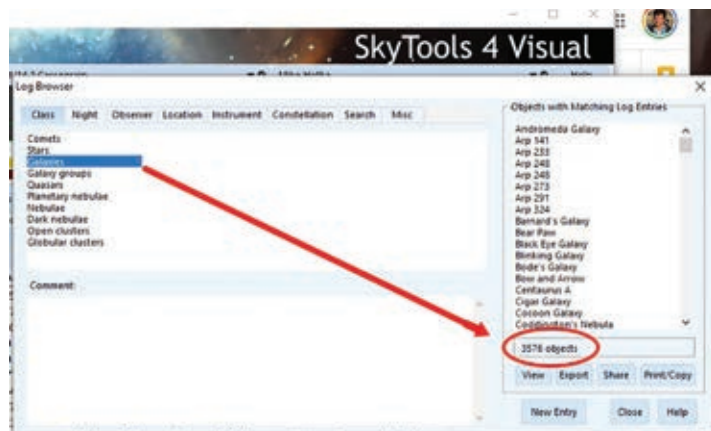 SkyTools 4 Visual
Log Browser
Class Night Observer Location Instrument Constellation Search Misc
Comets
Stars
Galaxies
Galaxy groups
Quasars
Planetary nebulae
Nebulae
Dark nebulae
Open clusters
Globular clusters
Comment:
Objects with Matching Log Entries
Andromeda Galaxy
Arp 141
Arp 233
Arp 248
Arp 248
Arp 273
Arp 291
Arp 324
Barnard's Galaxy
Bear Paw
Black Eye Galaxy
Blinking Galaxy
Bode's Galaxy
Bow and Arrow
Centaurus A
Cigar Galaxy
Cocoon Galaxy
Coddington's Nebula
3576 objects
View Export Share Print/Copy
New Entry Close Help